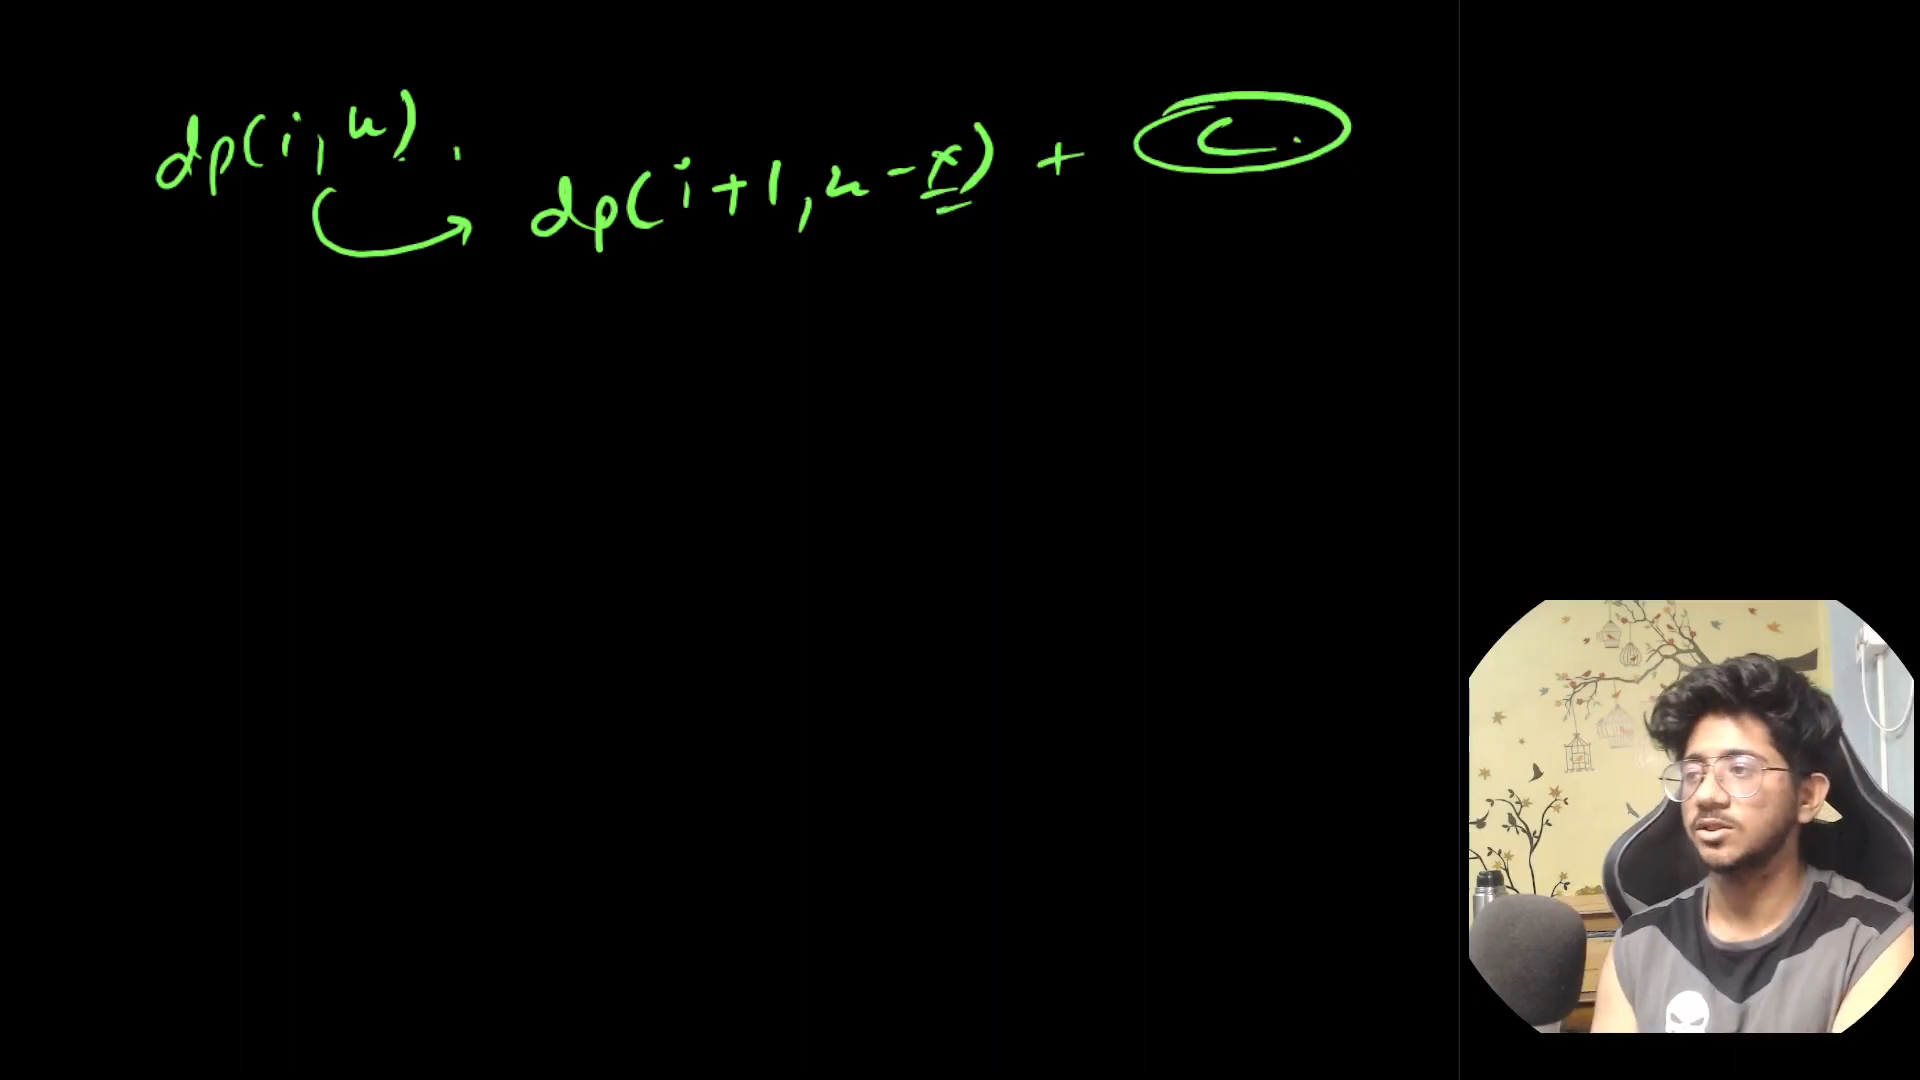 dp(i, k).
dp(i+1, k-x) + C.